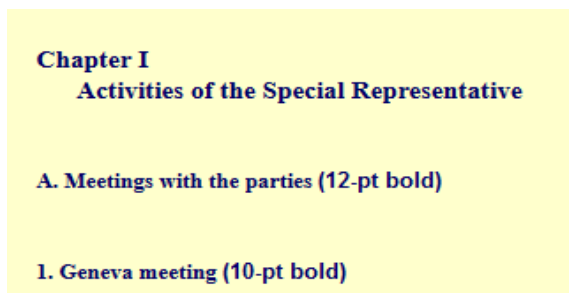 Chapter I
Activities of the Special Representative
A. Meetings with the parties (12-pt bold)
1. Geneva meeting (10-pt bold)